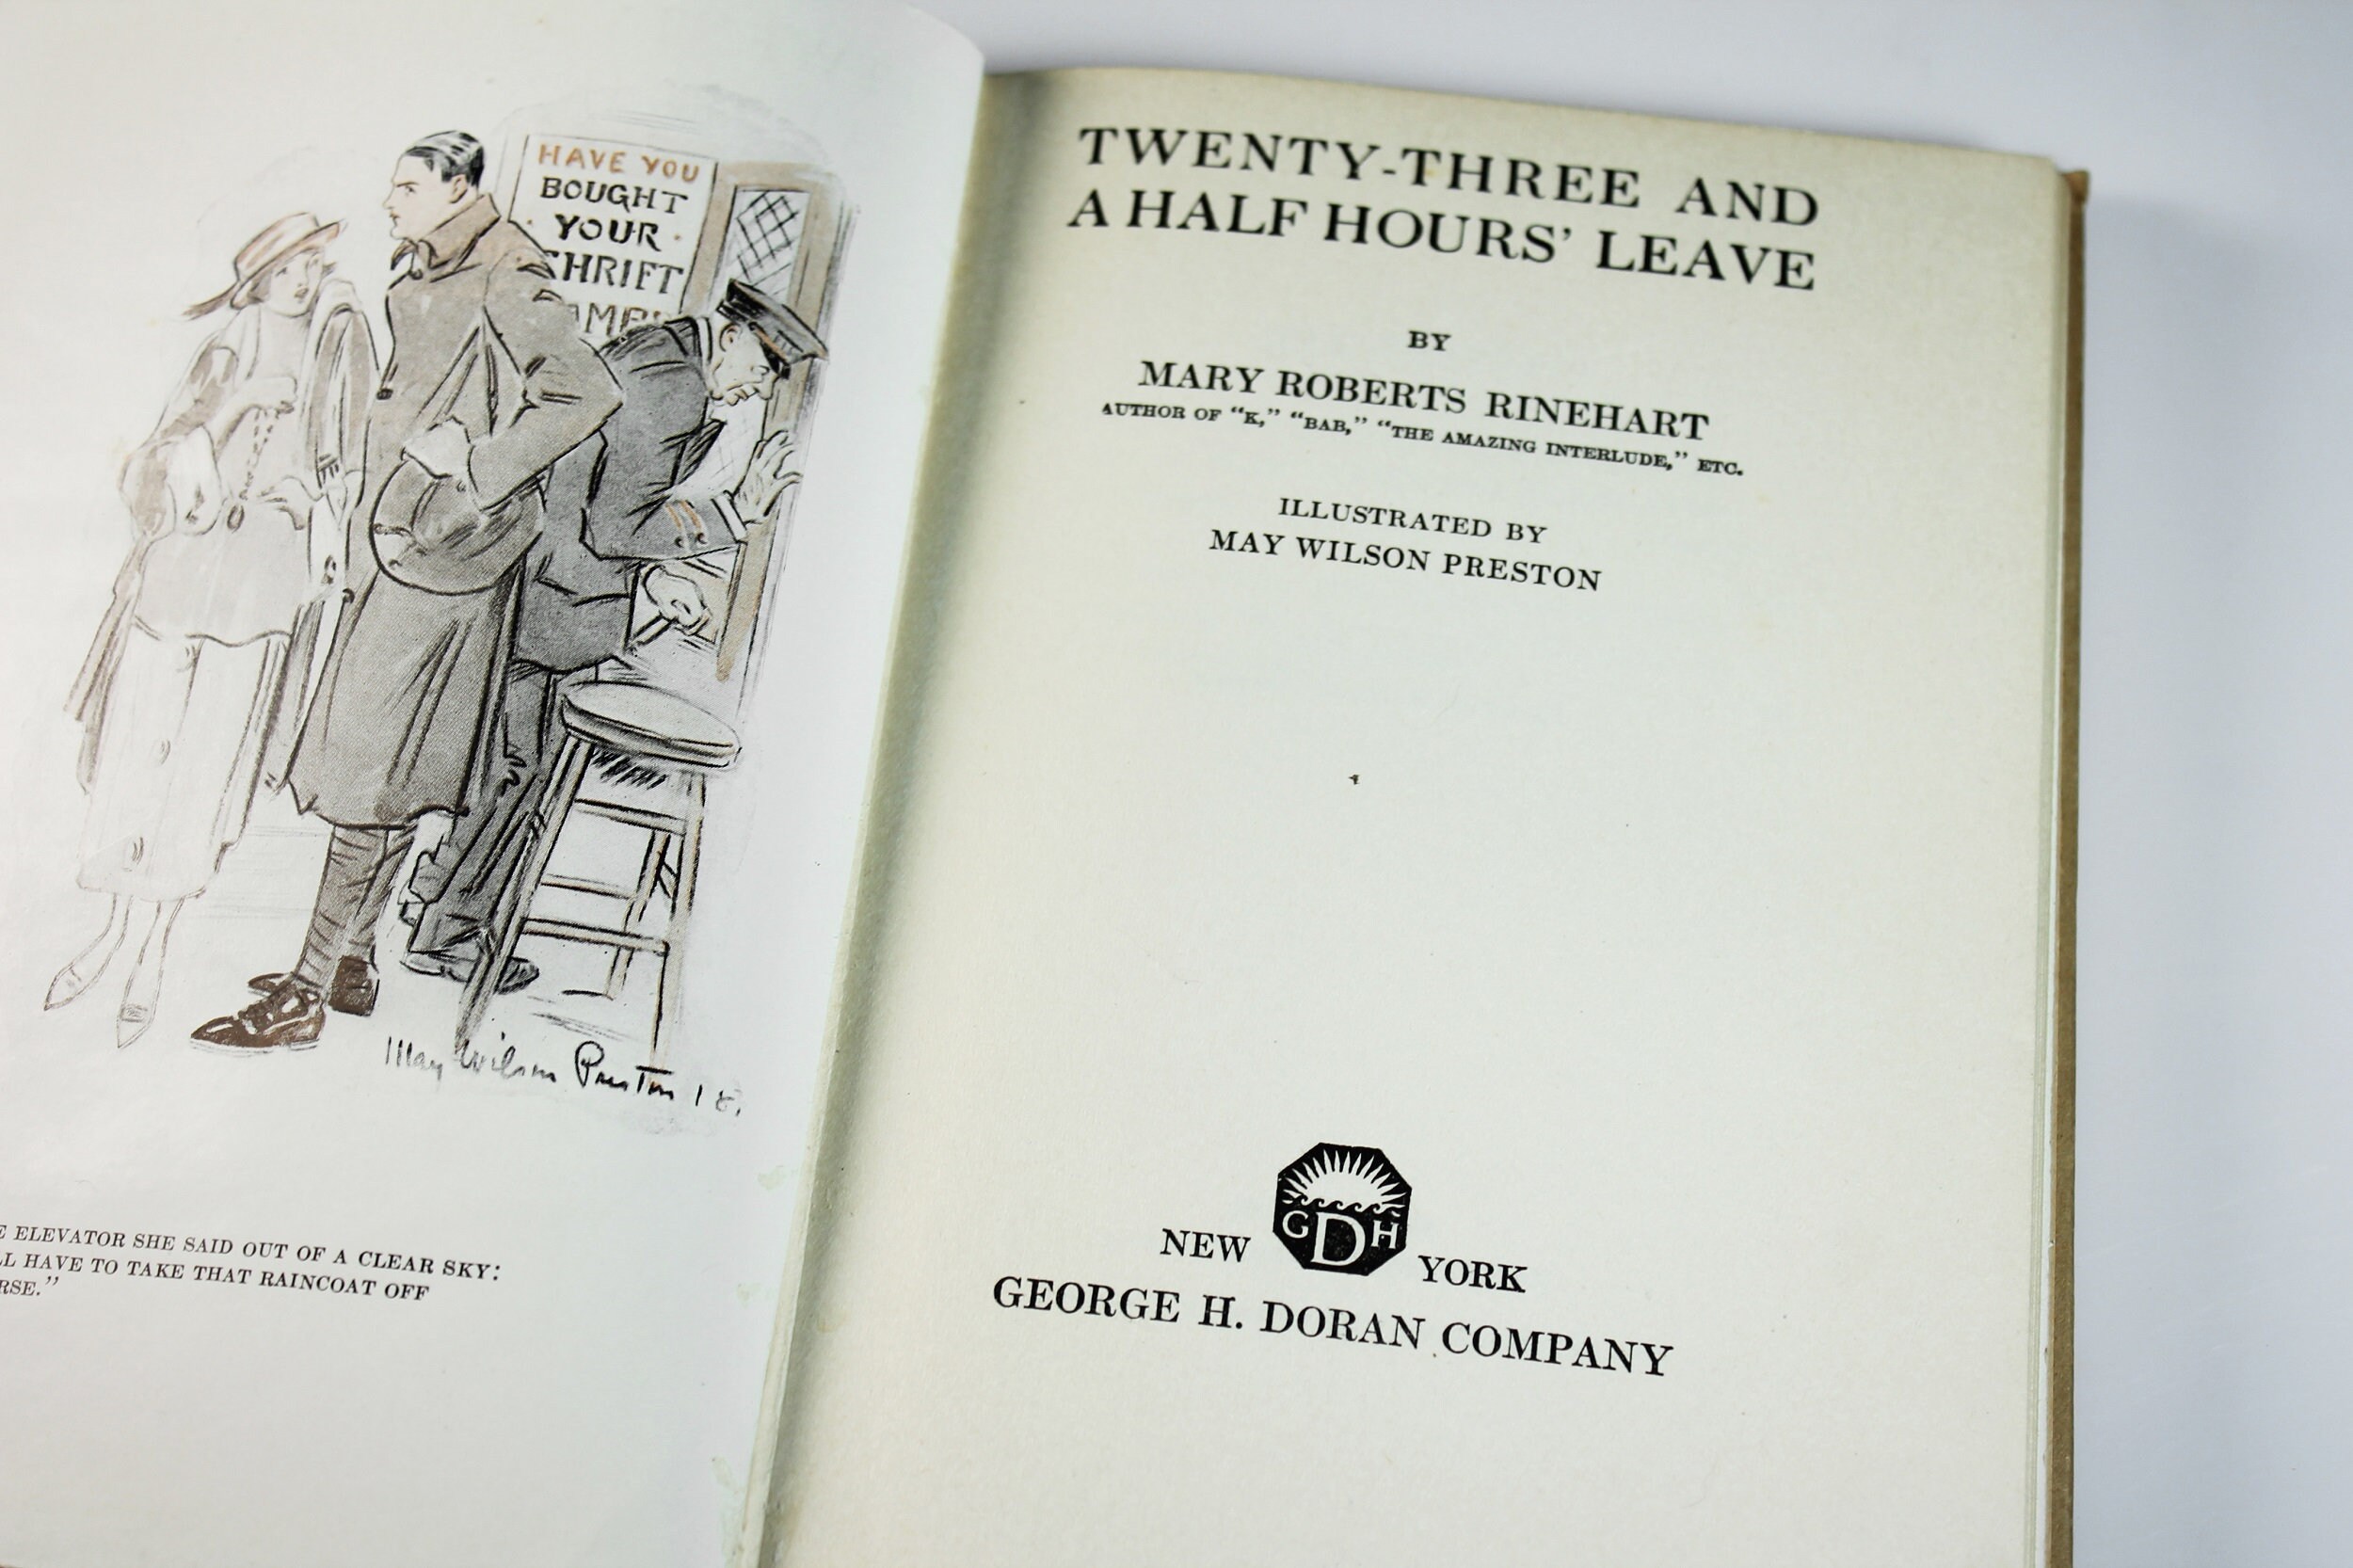 HAVE YOU
BOUGHT
YOUR
THRIFT
May Wilson Preston 18.
ELEVATOR SHE SAID OUT OF A CLEAR SKY:
HAVE TO TAKE THAT RAINCOAT OFF
TWENTY-THREE AND
A HALF HOURS' LEAVE
BY
MARY ROBERTS RINEHART
AUTHOR OF "K," "BAB," "THE AMAZING INTERLUDE," ETC.
ILLUSTRATED BY
MAY WILSON PRESTON
GDH
NEW YORK
GEORGE H. DORAN COMPANY